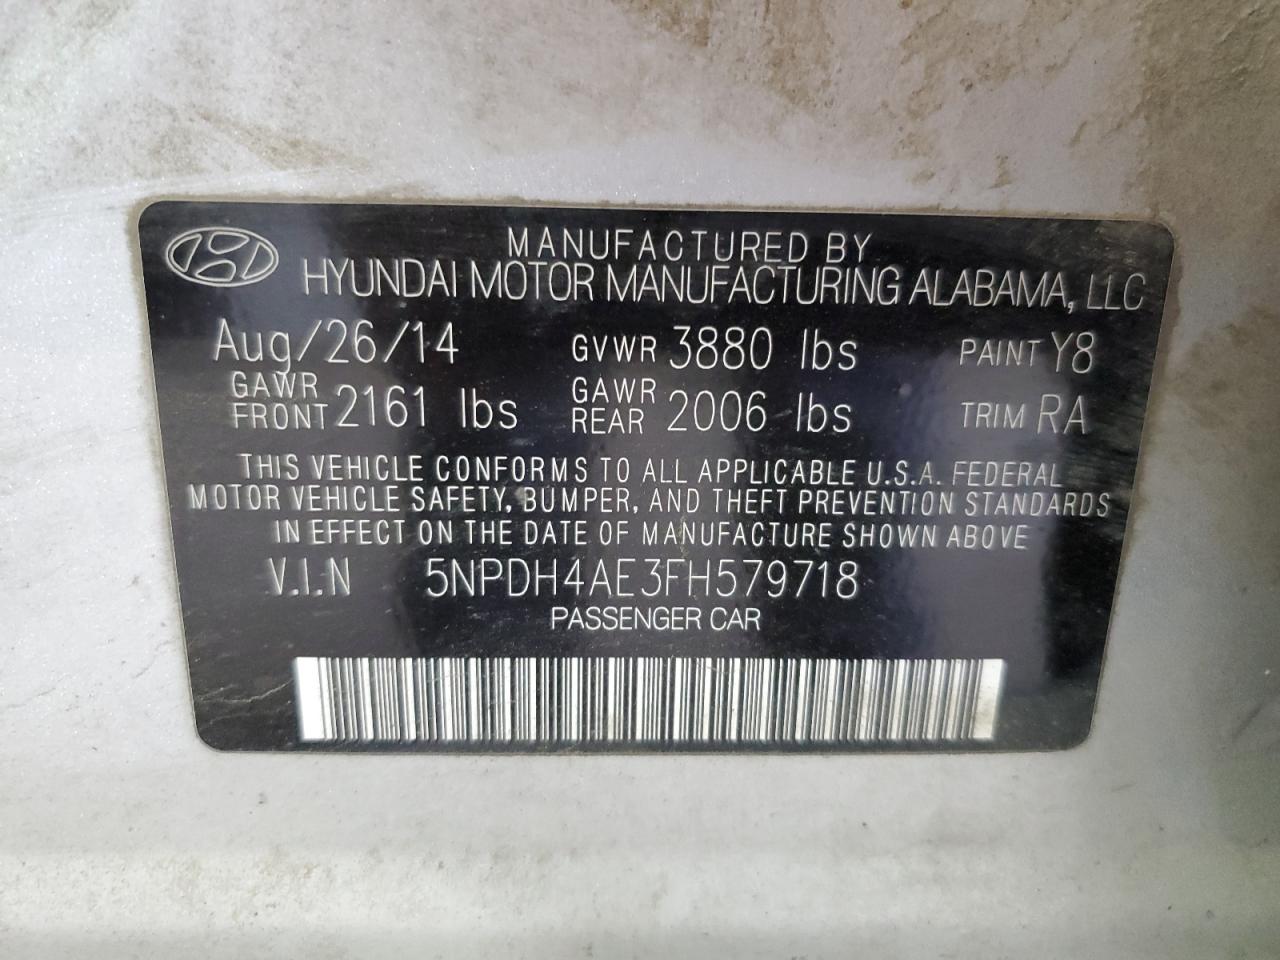 MANUFACTURED BY
HYUNDAI MOTOR MANUFACTURING ALABAMA, LLC
Aug/26/14 GVWR 3880 lbs PAINT Y8
GAWR FRONT 2161 lbs GAWR REAR 2006 lbs TRIM RA
THIS VEHICLE CONFORMS TO ALL APPLICABLE U.S.A. FEDERAL
MOTOR VEHICLE SAFETY, BUMPER, AND THEFT PREVENTION STANDARDS
IN EFFECT ON THE DATE OF MANUFACTURE SHOWN ABOVE
V.I.N 5NPDH4AE3FH579718
PASSENGER CAR